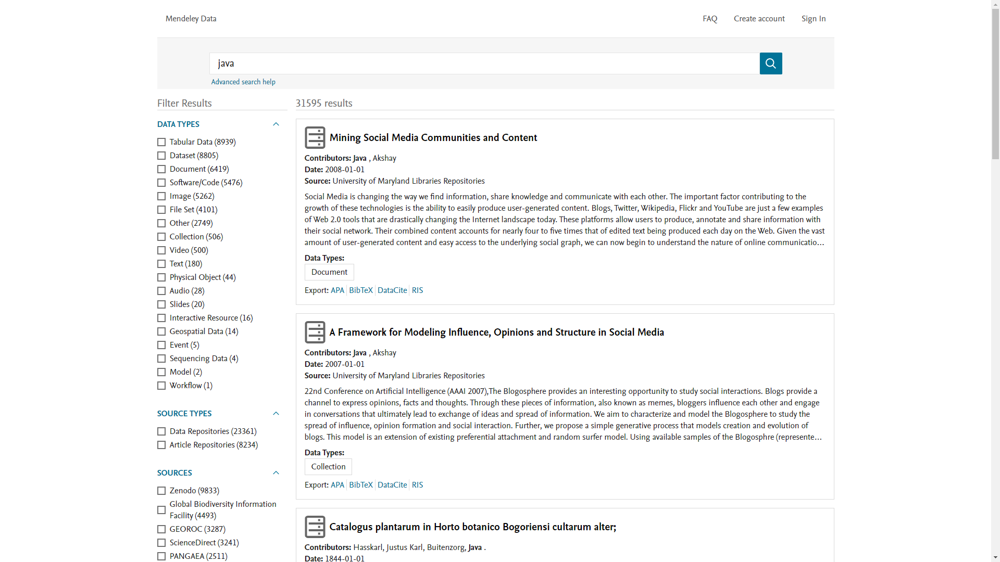 Mendeley Data
FAQ
Create account
Sign In
java
Advanced search help
Filter Results
31595 results
DATA TYPES
Tabular Data (8939)
Dataset (8805)
Document (6419)
Software/Code (5476)
Image (5262)
File Set (4101)
Other (2749)
Collection (506)
Video (500)
Text (180)
Physical Object (44)
Audio (28)
Slides (20)
Interactive Resource (16)
Geospatial Data (14)
Event (5)
Sequencing Data (4)
Model (2)
Workflow (1)
SOURCE TYPES
Data Repositories (23361)
Article Repositories (8234)
SOURCES
Zenodo (9833)
Global Biodiversity Information
Facility (4493)
GEOROC (3287)
ScienceDirect (3241)
PANGAEA (2511)
Mining Social Media Communities and Content
Contributors: Java , Akshay
Date: 2008-01-01
Source: University of Maryland Libraries Repositories
Social Media is changing the way we find information, share knowledge and communicate with each other. The important factor contributing to the
growth of these technologies is the ability to easily produce user-generated content. Blogs, Twitter, Wikipedia, Flickr and YouTube are just a few examples
of Web 2.0 tools that are drastically changing the Internet landscape today. These platforms allow users to produce, annotate and share information with
their social network. Their combined content accounts for nearly four to five times that of edited text being produced each day on the Web. Given the vast
amount of user-generated content and easy access to the underlying social graph, we can now begin to understand the nature of online communicatio...
Data Types:
Document
Export: APA BibTeX DataCite RIS
A Framework for Modeling Influence, Opinions and Structure in Social Media
Contributors: Java , Akshay
Date: 2007-01-01
Source: University of Maryland Libraries Repositories
22nd Conference on Artificial Intelligence (AAAI 2007),The Blogosphere provides an interesting opportunity to study social interactions. Blogs provide a
channel to express opinions, facts and thoughts. Through these pieces of information, also known as memes, bloggers influence each other and engage
in conversations that ultimately lead to exchange of ideas and spread of information. We aim to characterize and model the Blogosphere to study the
spread of influence, opinion formation and social interaction. Further, we propose a simple generative process that models creation and evolution of
blogs. This model is an extension of existing preferential attachment and random surfer model. Using available samples of the Blogosphre (represente...
Data Types:
Collection
Export: APA BibTeX DataCite RIS
Catalogus plantarum in Horto botanico Bogoriensi cultarum alter;
Contributors: Hasskarl, Justus Karl, Buitenzorg, Java .
Date: 1844-01-01